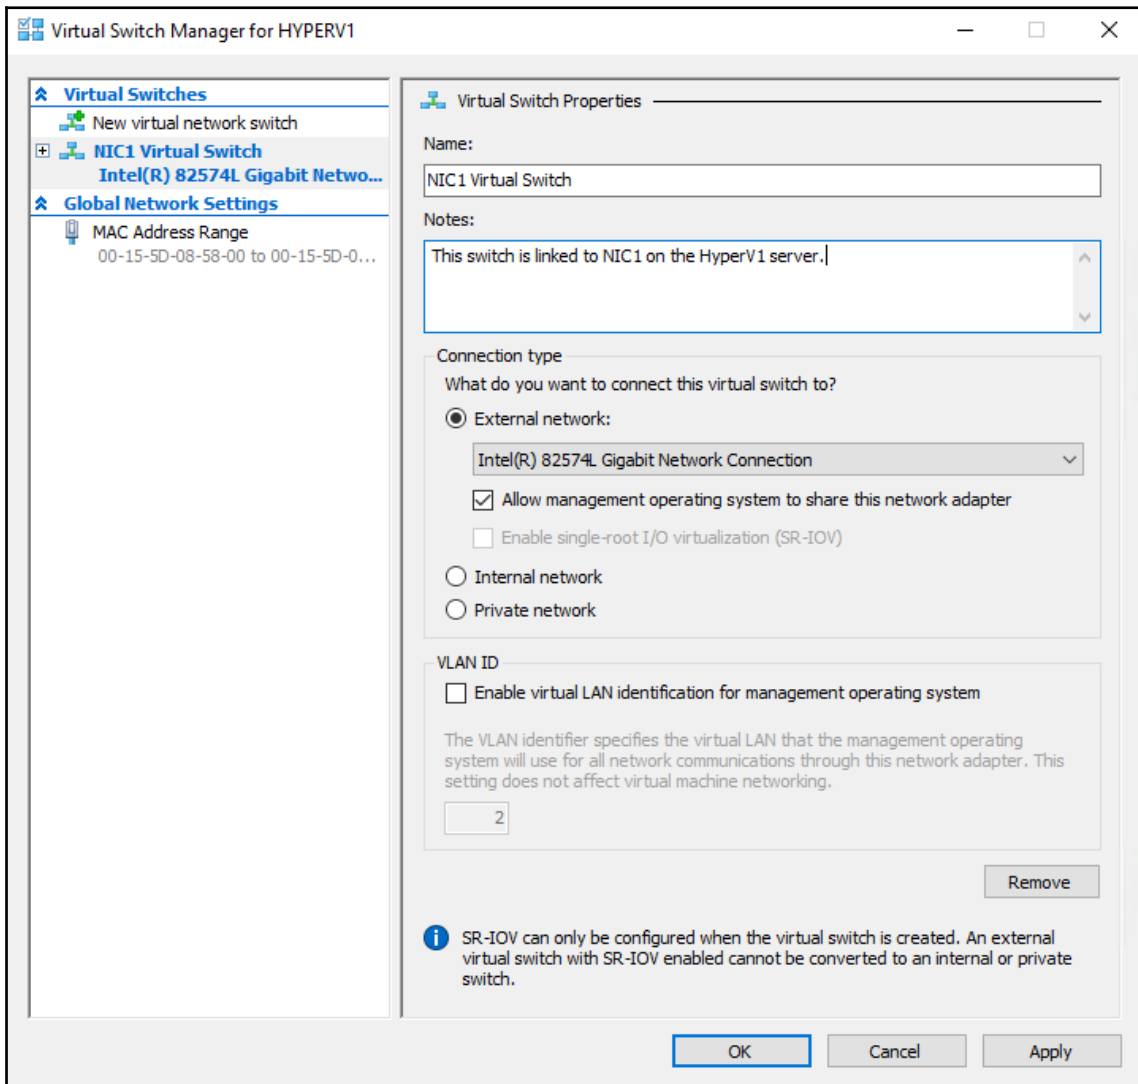 Virtual Switch Manager for HYPERV1
Virtual Switches
New virtual network switch
NIC1 Virtual Switch
Intel(R) 82574L Gigabit Netwo...
Global Network Settings
MAC Address Range
00-15-5D-08-58-00 to 00-15-5D-0...
Virtual Switch Properties
Name:
NIC1 Virtual Switch
Notes:
This switch is linked to NIC1 on the HyperV1 server.
Connection type
What do you want to connect this virtual switch to?
External network:
Intel(R) 82574L Gigabit Network Connection
Allow management operating system to share this network adapter
Enable single-root I/O virtualization (SR-IOV)
Internal network
Private network
VLAN ID
Enable virtual LAN identification for management operating system
The VLAN identifier specifies the virtual LAN that the management operating
system will use for all network communications through this network adapter. This
setting does not affect virtual machine networking.
2
Remove
SR-IOV can only be configured when the virtual switch is created. An external
virtual switch with SR-IOV enabled cannot be converted to an internal or private
switch.
OK
Cancel
Apply